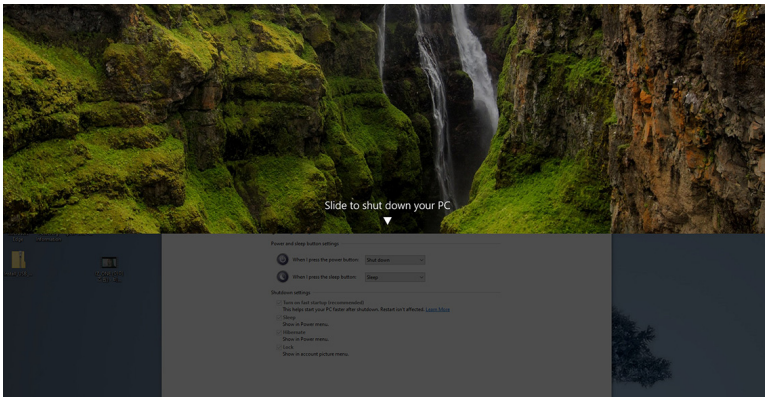 Slide to shut down your PC
Power and sleep button settings
When I press the power button: Shut down
When I press the sleep button: Sleep
Shutdown settings
Turn on fast startup (recommended)
This helps start your PC faster after shutdown. Restart isn't affected. Learn More
Sleep
Show in Power menu.
Hibernate
Show in Power menu.
Lock
Show in account picture menu.